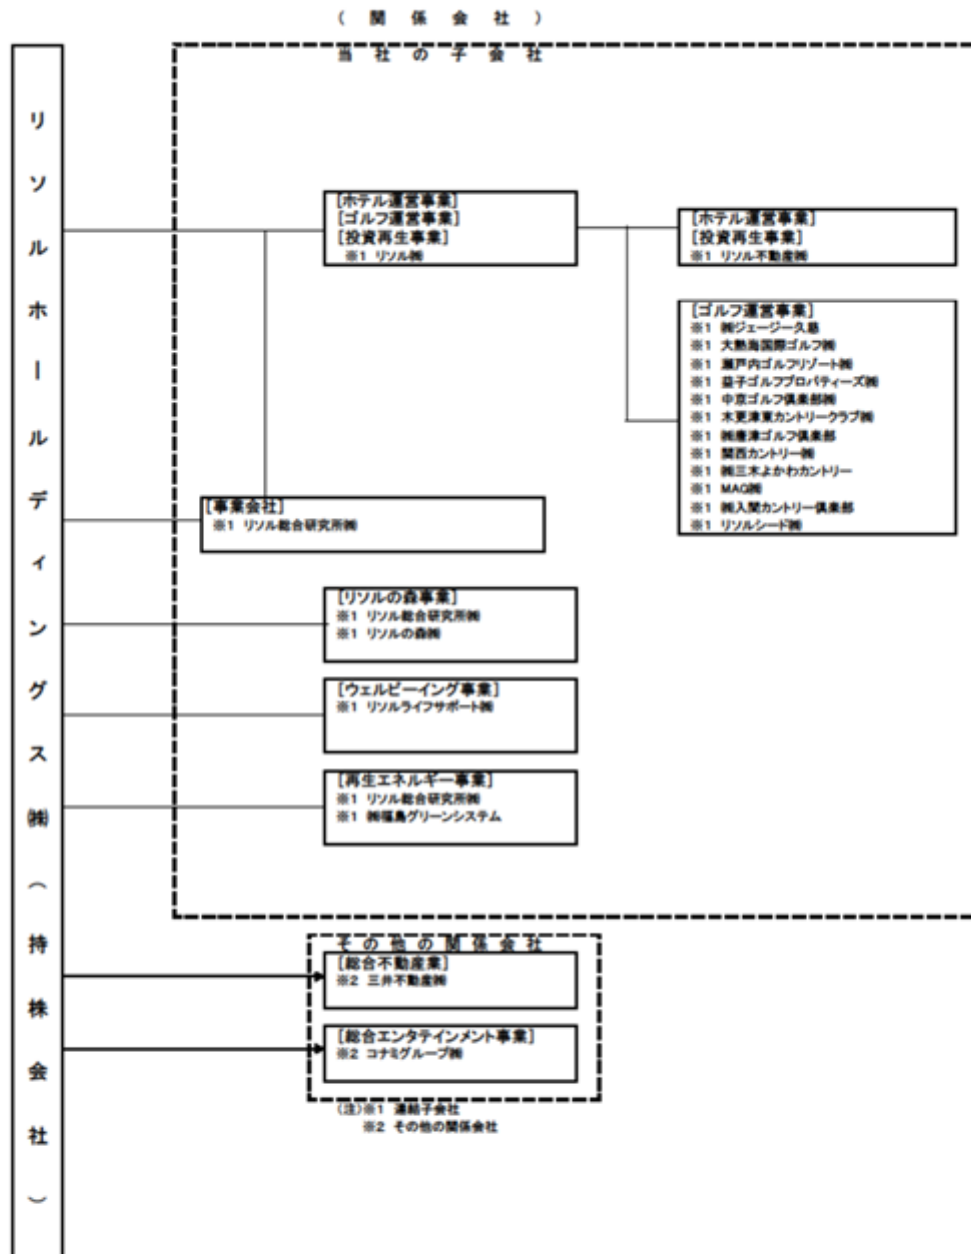 （関係会社）
当社の子会社
リソルホールディングス㈱（持株会社）
[ホテル運営事業]
[ゴルフ運営事業]
[投資再生事業]
※1 リソル㈱
[ホテル運営事業]
[投資再生事業]
※1 リソル不動産㈱
[ゴルフ運営事業]
※1 ㈱ジェージー久慈
※1 大熱海国際ゴルフ㈱
※1 瀬戸内ゴルフリゾート㈱
※1 益子ゴルフプロパティーズ㈱
※1 中京ゴルフ倶楽部㈱
※1 木更津東カントリークラブ㈱
※1 ㈱唐津ゴルフ倶楽部
※1 関西カントリー㈱
※1 ㈱三木よかわカントリー
※1 MAG㈱
※1 ㈱入間カントリー倶楽部
※1 リソルシード㈱
[事業会社]
※1 リソル総合研究所㈱
[リソルの森事業]
※1 リソル総合研究所㈱
※1 リソルの森㈱
[ウェルビーイング事業]
※1 リソルライフサポート㈱
[再生エネルギー事業]
※1 リソル総合研究所㈱
※1 ㈱福島グリーンシステム
その他の関係会社
[総合不動産業]
※2 三井不動産㈱
[総合エンタテインメント事業]
※2 コナミグループ㈱
（注）※1 連結子会社
※2 その他の関係会社